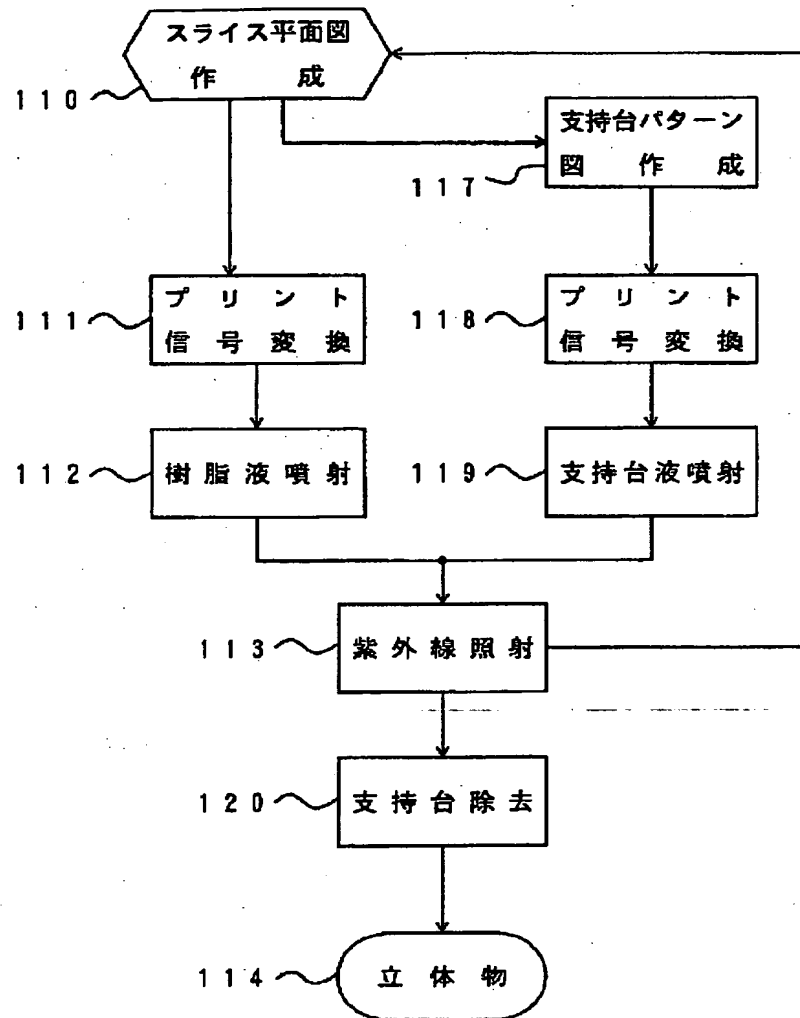 スライス平面図
作成
110
支持台パターン
図作成
117
プリント
信号変換
111
プリント
信号変換
118
樹脂液噴射
112
支持台液噴射
119
紫外線照射
113
支持台除去
120
立体物
114